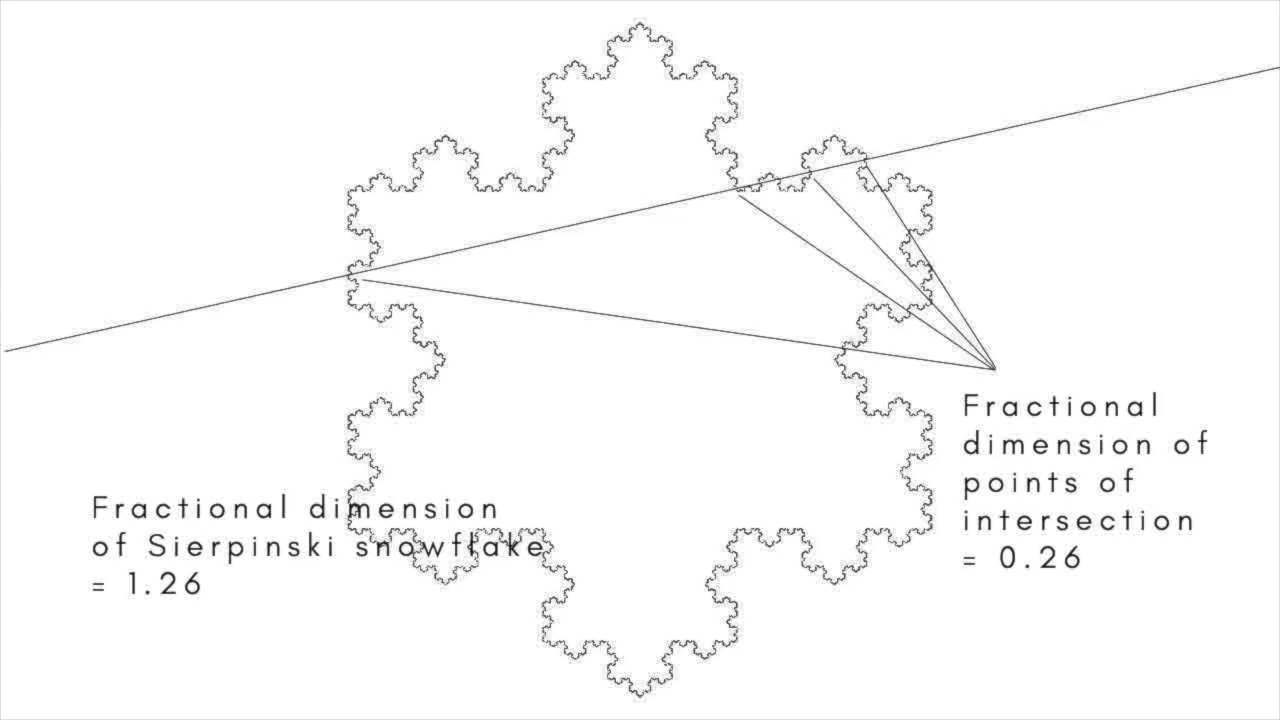 Fractional dimension
of Sierpinski snowflake
= 1.26
Fractional
dimension of
points of
intersection
= 0.26